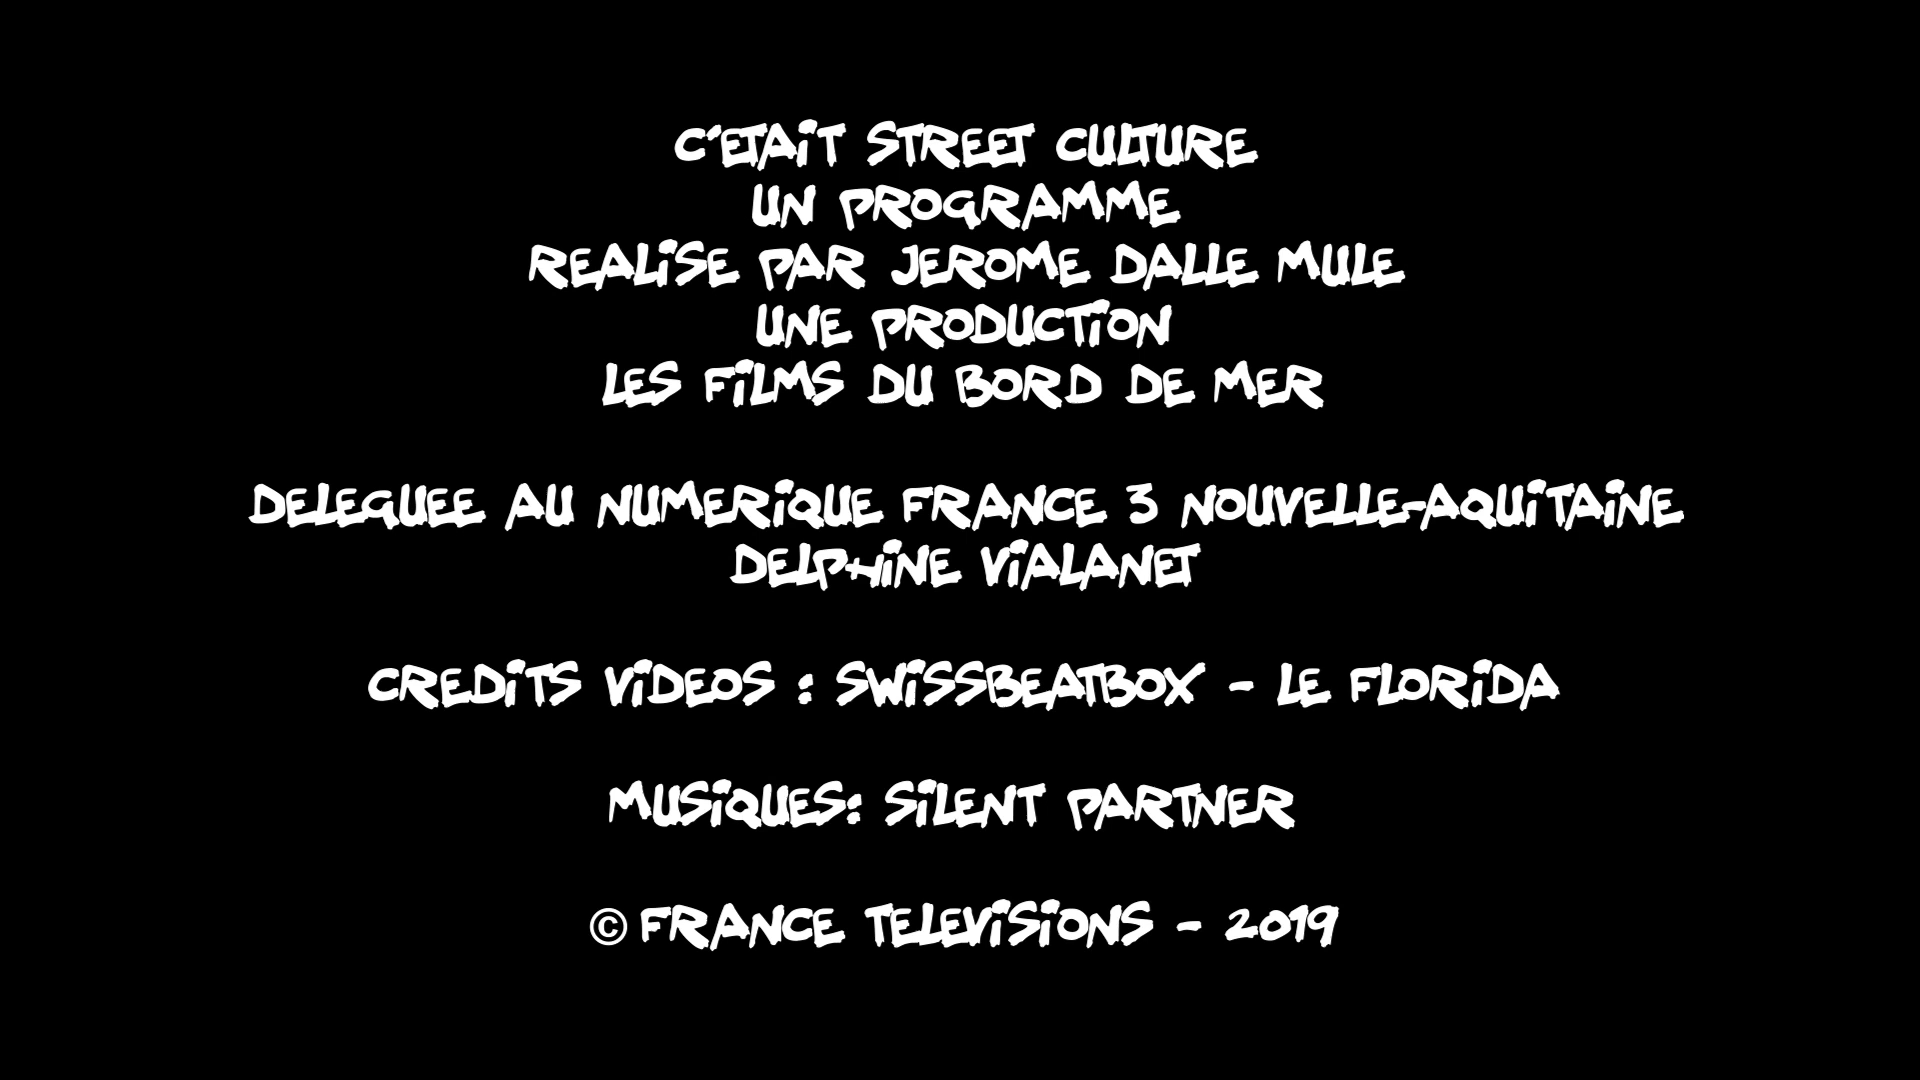 C'ETAIT STREET CULTURE
UN PROGRAMME
REALISE PAR JEROME DALLE MULE
UNE PRODUCTION
LES FILMS DU BORD DE MER
DELEGUEE AU NUMERIQUE FRANCE 3 NOUVELLE-AQUITAINE
DELPHINE VIALANET
CREDITS VIDEOS : SWISSBEATBOX - LE FLORIDA
MUSIQUES: SILENT PARTNER
© FRANCE TELEVISIONS - 2019